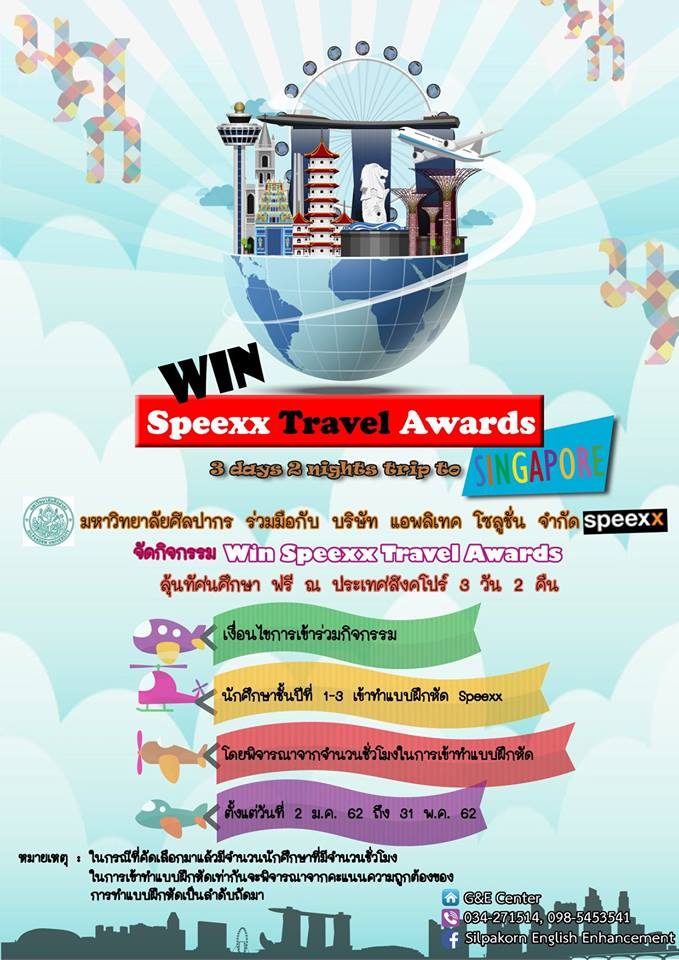 WIN
Speexx Travel Awards
3 days 2 nights trip to SINGAPORE
มหาวิทยาลัยศิลปากร ร่วมมือกับ บริษัท แอพลิเทค โซลูชั่น จำกัด speexx
จัดกิจกรรม Win Speexx Travel Awards
ลุ้นทัศนศึกษา ฟรี ณ ประเทศสิงคโปร์ 3 วัน 2 คืน
เงื่อนไขการเข้าร่วมกิจกรรม
นักศึกษาชั้นปีที่ 1-3 เข้าทำแบบฝึกหัด Speexx
โดยพิจารณาจากจำนวนชั่วโมงในการเข้าทำแบบฝึกหัด
ตั้งแต่วันที่ 2 ม.ค. 62 ถึง 31 พ.ค. 62
หมายเหตุ : ในกรณีที่คัดเลือกมาแล้วมีจำนวนนักศึกษาที่มีจำนวนชั่วโมง
ในการเข้าทำแบบฝึกหัดเท่ากันจะพิจารณาจากคะแนนความถูกต้องของ
การทำแบบฝึกหัดเป็นลำดับถัดมา
G&E Center
034-271514, 098-5453541
Silpakorn English Enhancement